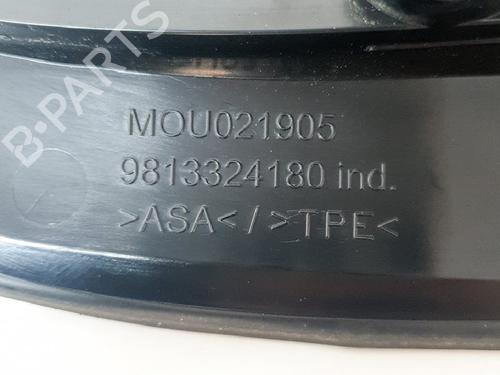 B-PARTS
MOU021905
9813324180 ind.
>ASA</>TPE<